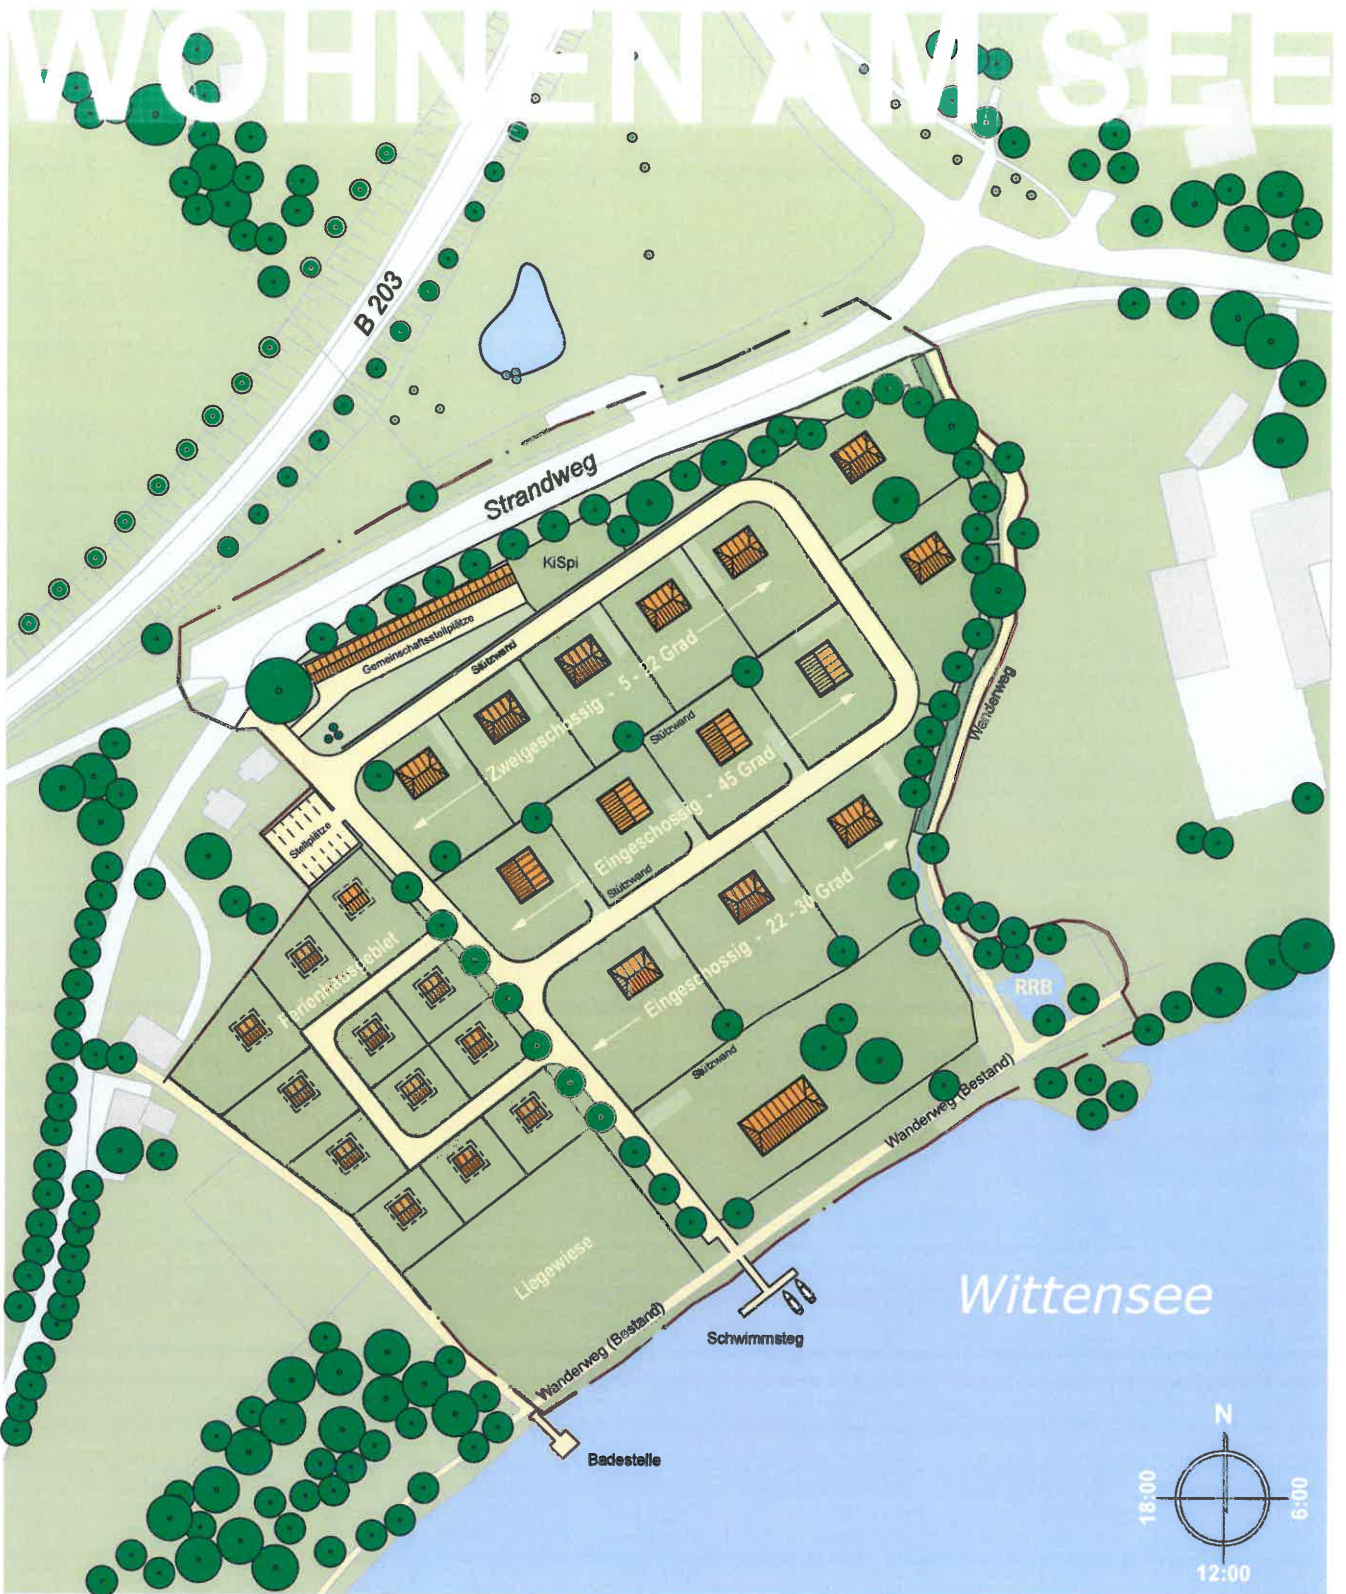 WOHNEN AM SEE
B 203
Strandweg
KiSpi
Gemeinschaftsstellplätze
Stützwand
Zweigeschossig - 5 - 22 Grad
Wanderweg
Stützwand
Eingeschossig - 45 Grad
Stellplätze
Stützwand
Eingeschossig - 22 - 30 Grad
Ferienhausgebiet
RRB
Stützwand
Wanderweg (Bestand)
Liegewiese
Wittensee
Schwimmsteg
Wanderweg (Bestand)
Badestelle
N
18:00
6:00
12:00